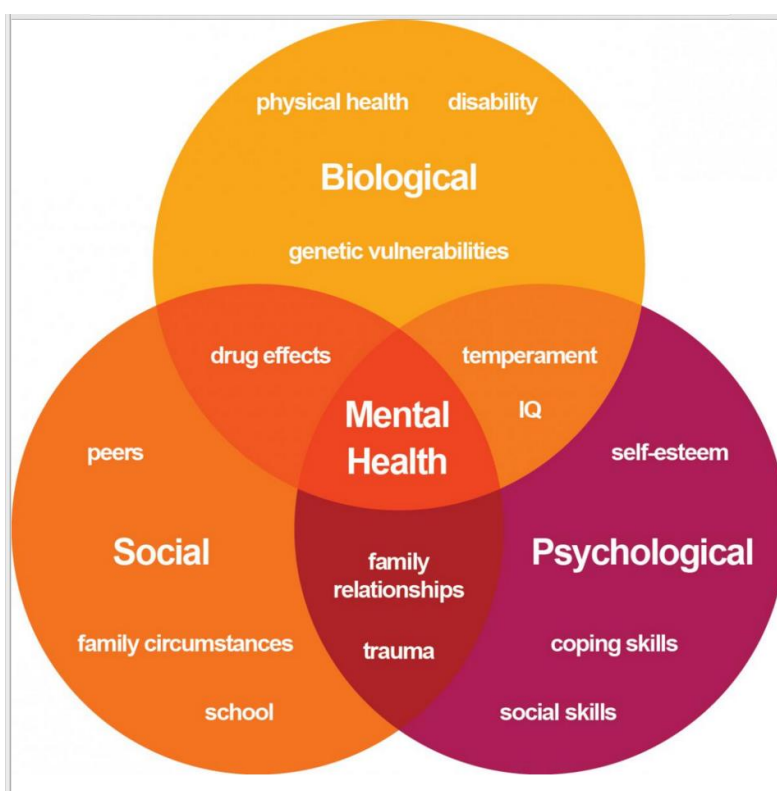 physical health disability
Biological
genetic vulnerabilities
drug effects
temperament
IQ
Mental
Health
peers
self-esteem
Social
Psychological
family
relationships
family circumstances
trauma
coping skills
school
social skills